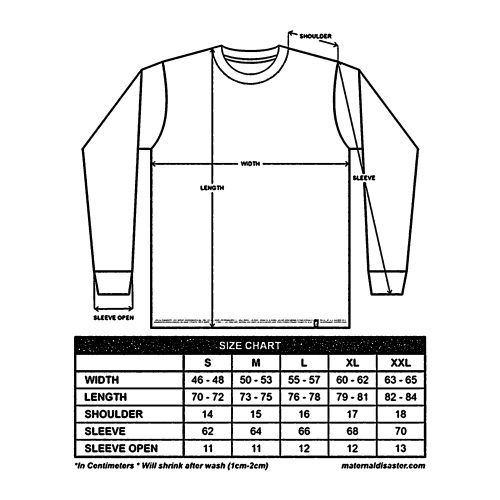 SHOULDER
WIDTH
SLEEVE
LENGTH
SLEEVE OPEN
SIZE CHART
S M L XL XXL
WIDTH 46 - 48 50 - 53 55 - 57 60 - 62 63 - 65
LENGTH 70 - 72 73 - 75 76 - 78 79 - 81 82 - 84
SHOULDER 14 15 16 17 18
SLEEVE 62 64 66 68 70
SLEEVE OPEN 11 11 12 12 13
*In Centimeters * Will shrink after wash (1cm-2cm) maternaldisaster.com